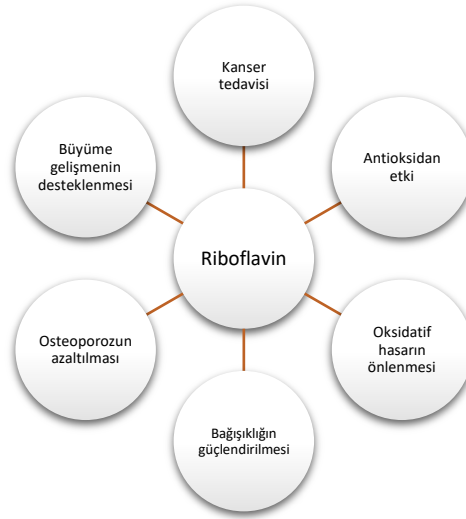 Kanser
tedavisi
Büyüme
gelişmenin
desteklenmesi
Antioksidan
etki
Riboflavin
Osteoporozun
azaltılması
Oksidatif
hasarın
önlenmesi
Bağışıklığın
güçlendirilmesi